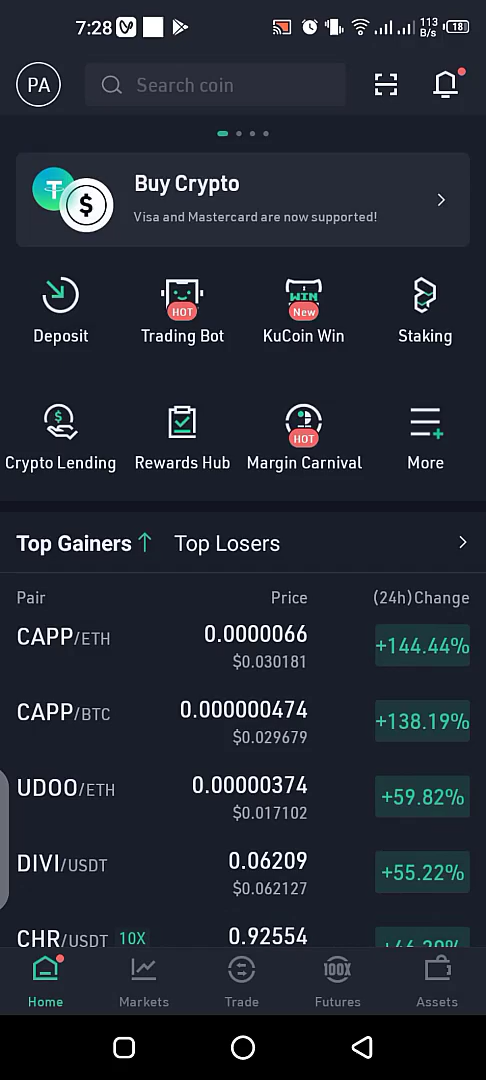 7:28
113
B/s
18
PA
Search coin
Buy Crypto
Visa and Mastercard are now supported!
HOT
WIN
New
Deposit
Trading Bot
KuCoin Win
Staking
HOT
Crypto Lending
Rewards Hub
Margin Carnival
More
Top Gainers↑ Top Losers
Pair Price (24h)Change
CAPP/ETH 0.0000066 +144.44%
$0.030181
CAPP/BTC 0.000000474 +138.19%
$0.029679
UDOO/ETH 0.00000374 +59.82%
$0.017102
DIVI/USDT 0.06209 +55.22%
$0.062127
CHR/USDT 10X 0.92554
100X
Home Markets Trade Futures Assets